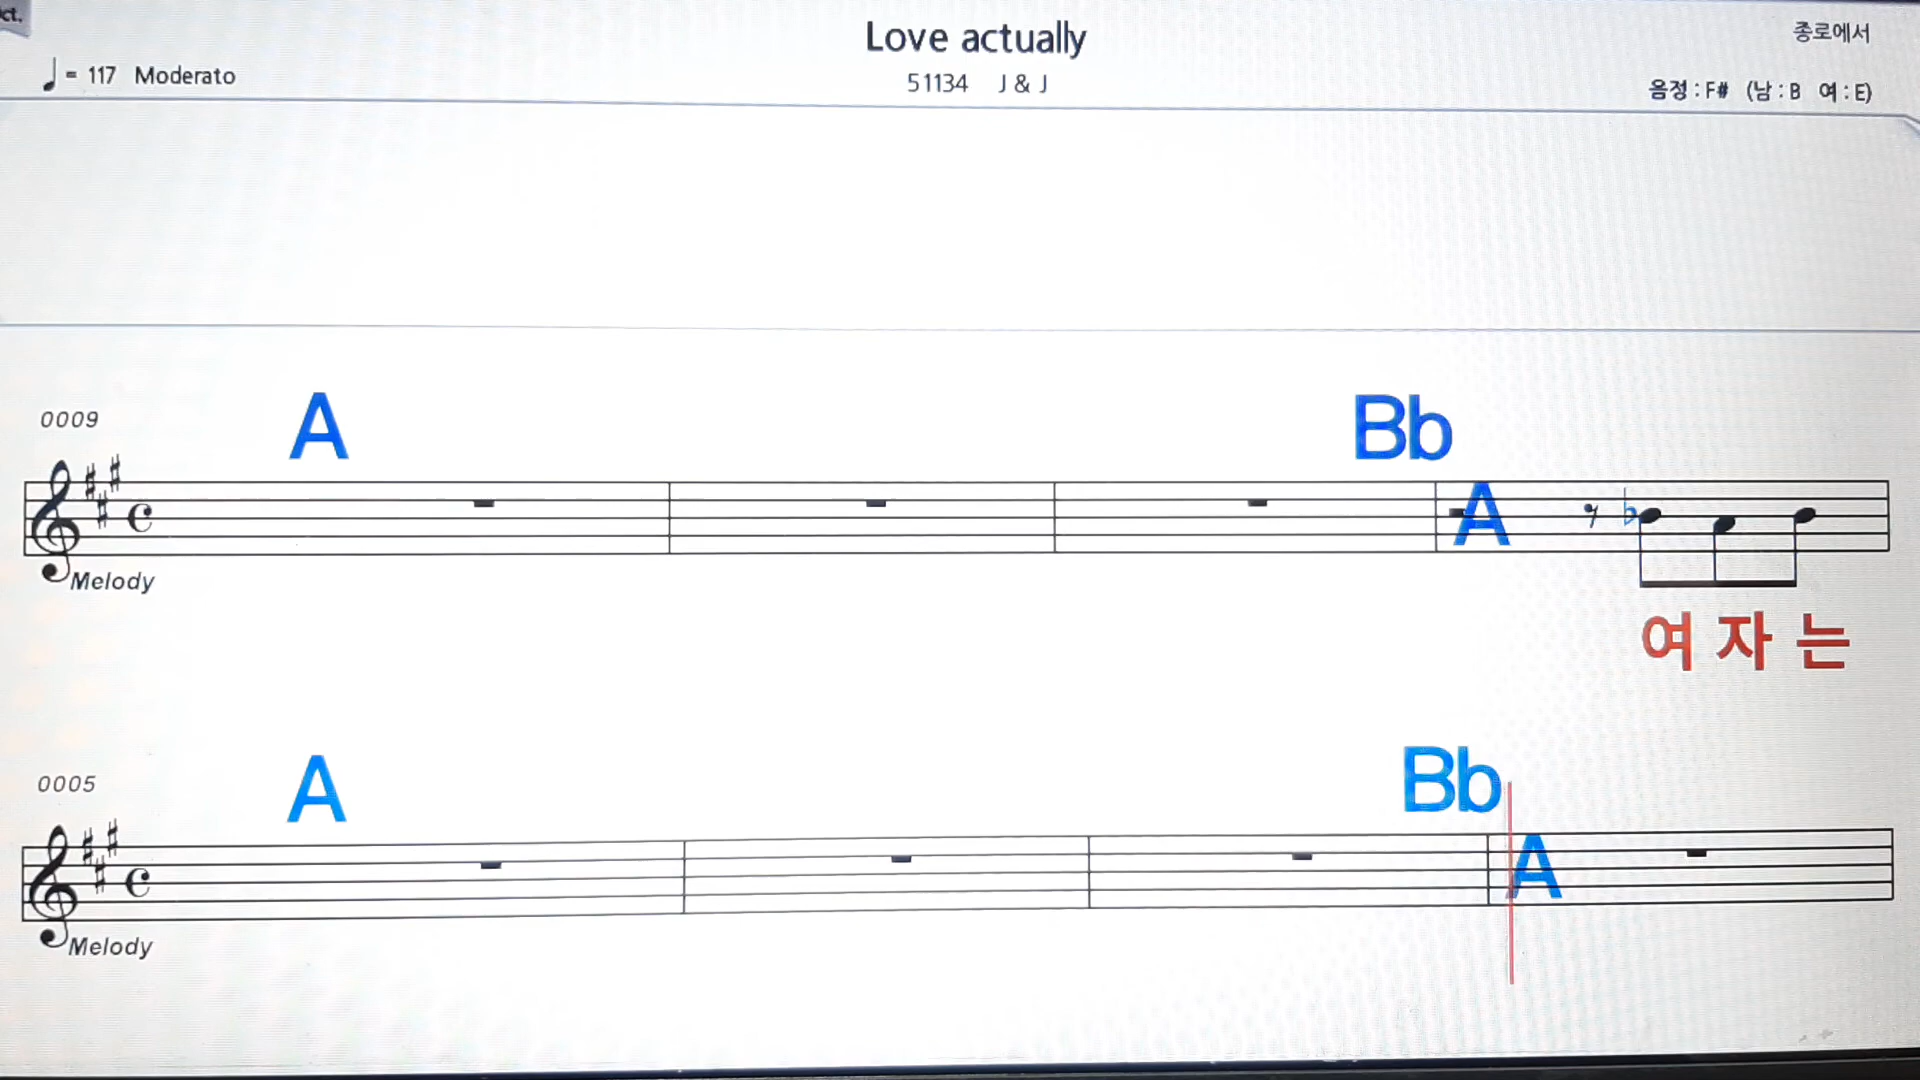 Love actually
종로에서
♩= 117 Moderato
51134 J & J
음정 : F# (남 : B 여 : E)
0009
A
Bb
A
Melody
여 자 는
0005
A
Bb
A
Melody